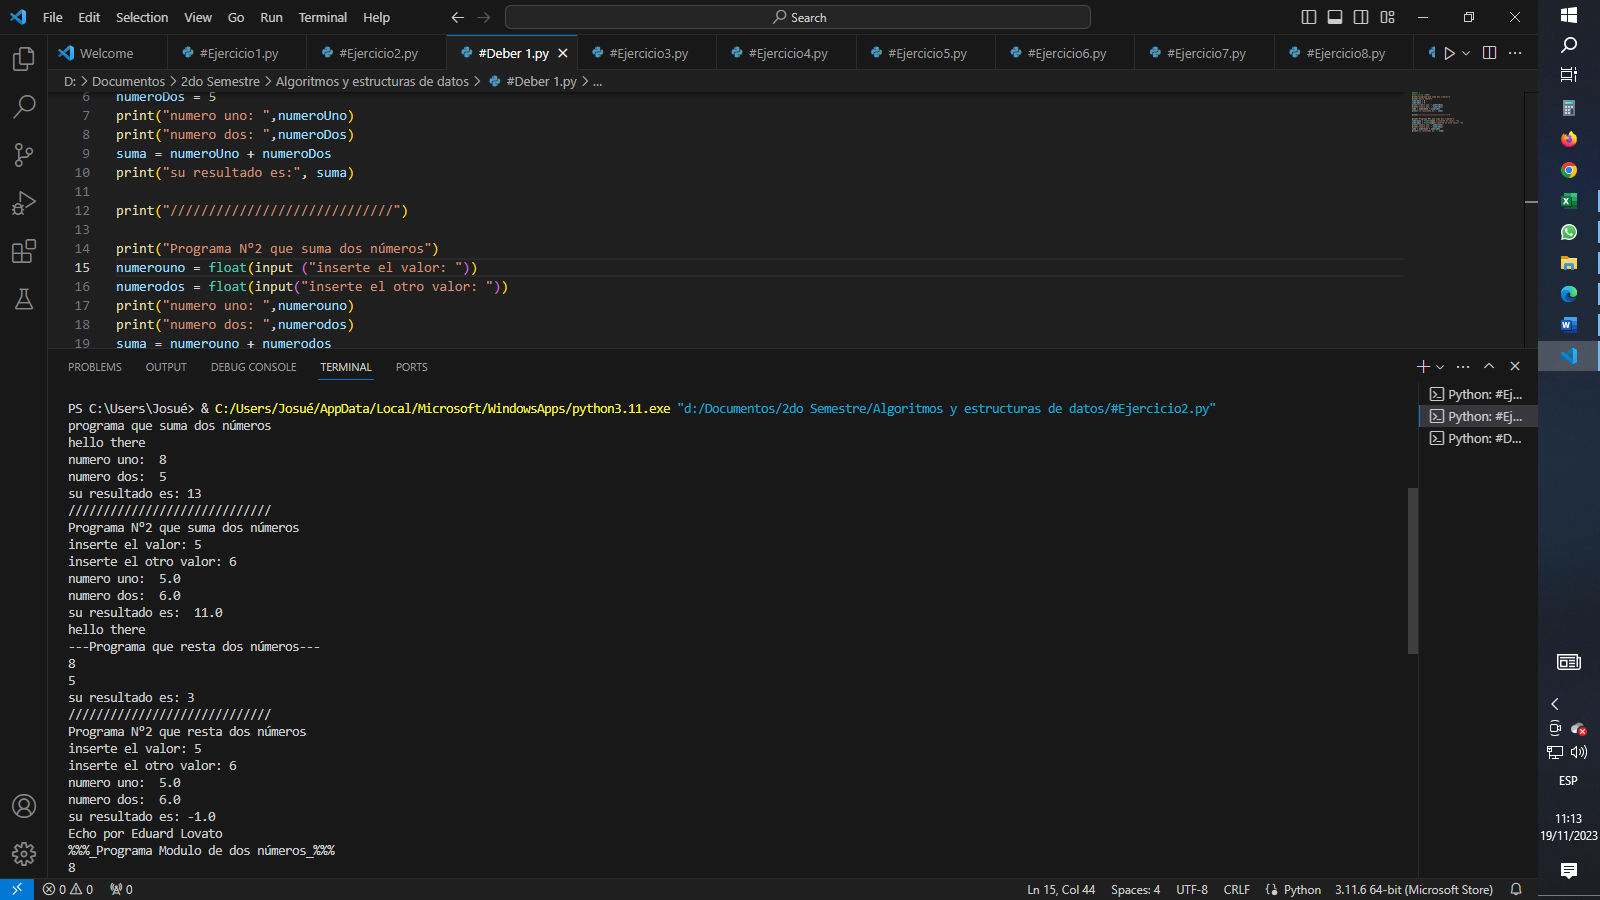 File Edit Selection View Go Run Terminal Help
Search
Welcome #Ejercicio1.py #Ejercicio2.py #Deber 1.py #Ejercicio3.py #Ejercicio4.py #Ejercicio5.py #Ejercicio6.py #Ejercicio7.py #Ejercicio8.py
D: > Documentos > 2do Semestre > Algoritmos y estructuras de datos > #Deber 1.py > ...
6 numeroDos = 5
7 print("numero uno: ",numeroUno)
8 print("numero dos: ",numeroDos)
9 suma = numeroUno + numeroDos
10 print("su resultado es:", suma)
11
12 print("/////////////////////////////")
13
14 print("Programa Nº2 que suma dos números")
15 numerouno = float(input ("inserte el valor: "))
16 numerodos = float(input("inserte el otro valor: "))
17 print("numero uno: ",numerouno)
18 print("numero dos: ",numerodos)
19 suma = numerouno + numerodos
PROBLEMS OUTPUT DEBUG CONSOLE TERMINAL PORTS
PS C:\Users\Josué> & C:/Users/Josué/AppData/Local/Microsoft/WindowsApps/python3.11.exe "d:/Documentos/2do Semestre/Algoritmos y estructuras de datos/#Ejercicio2.py"
programa que suma dos números
hello there
numero uno:  8
numero dos:  5
su resultado es: 13
/////////////////////////////
Programa Nº2 que suma dos números
inserte el valor: 5
inserte el otro valor: 6
numero uno:  5.0
numero dos:  6.0
su resultado es:  11.0
hello there
---Programa que resta dos números---
8
5
su resultado es: 3
/////////////////////////////
Programa Nº2 que resta dos números
inserte el valor: 5
inserte el otro valor: 6
numero uno:  5.0
numero dos:  6.0
su resultado es: -1.0
Echo por Eduard Lovato
%%%_Programa Modulo de dos números_%%%
8
Python: #Ej...
Python: #Ej...
Python: #D...
0 0 0
Ln 15, Col 44 Spaces: 4 UTF-8 CRLF Python 3.11.6 64-bit (Microsoft Store)
ESP
11:13
19/11/2023